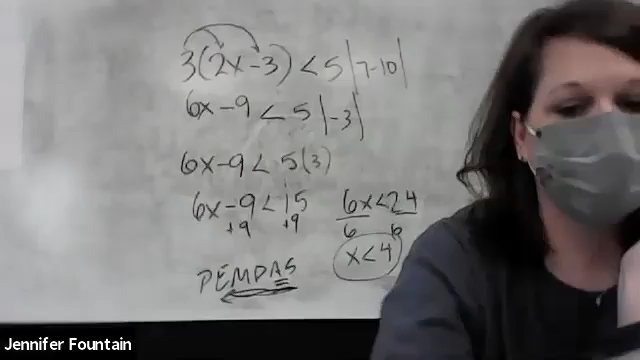 3(2x-3) < 5|7-10|
6x-9 < 5|-3|
6x-9 < 5(3)
6x-9 < 15
+9 +9
6x < 24
6 6
x < 4
PEMDAS
Jennifer Fountain